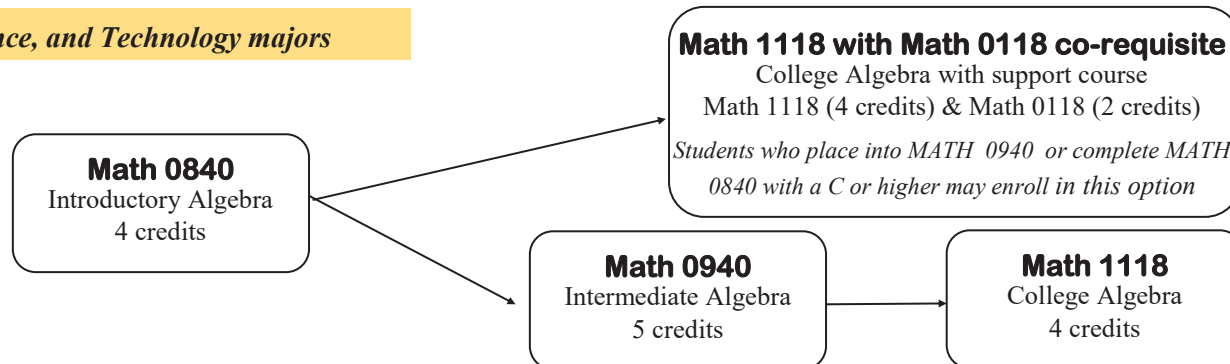 and Technology majors
Math 1118 with Math 0118 co-requisite
College Algebra with support course
Math 1118 (4 credits) & Math 0118 (2 credits)
Students who place into MATH 0940 or complete MATH
0840 with a C or higher may enroll in this option
Math 0840
Introductory Algebra
4 credits
Math 0940
Intermediate Algebra
5 credits
Math 1118
College Algebra
4 credits